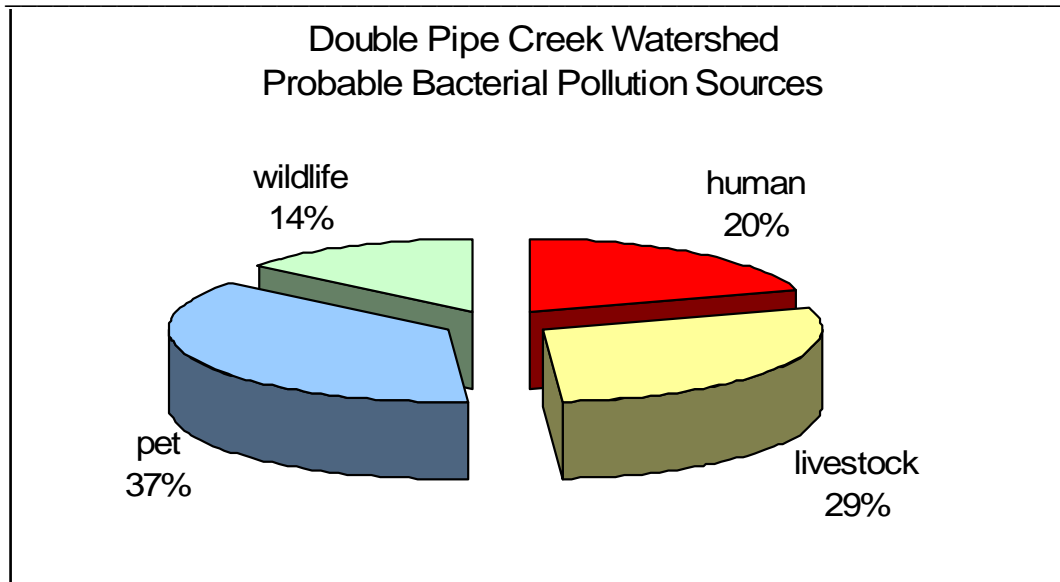 Double Pipe Creek Watershed
Probable Bacterial Pollution Sources
wildlife
14%
human
20%
pet
37%
livestock
29%